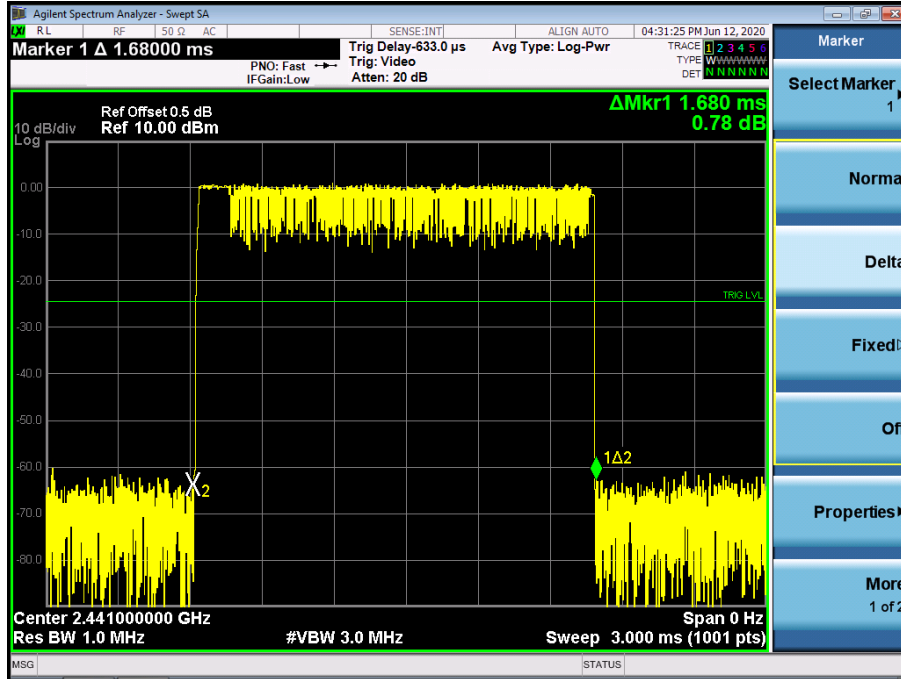 Agilent Spectrum Analyzer - Swept SA
LXI RL RF 50 Ω AC SENSE:INT ALIGN AUTO 04:31:25 PM Jun 12, 2020
Marker 1 Δ 1.68000 ms
PNO: Fast
IFGain:Low
Trig Delay-633.0 µs
Trig: Video
Atten: 20 dB
Avg Type: Log-Pwr
TRACE 1 2 3 4 5 6
TYPE WWWWWWW
DET N N N N N N
ΔMkr1 1.680 ms
0.78 dB
10 dB/div
Log
Ref Offset 0.5 dB
Ref 10.00 dBm
0.00
-10.0
-20.0
TRIG LVL
-30.0
-40.0
-50.0
-60.0
1Δ2
2
-70.0
-80.0
Center 2.441000000 GHz
Span 0 Hz
Res BW 1.0 MHz
#VBW 3.0 MHz
Sweep 3.000 ms (1001 pts)
MSG
STATUS
Marker
Select Marker
1
Norma
Delta
Fixed
Of
Properties
More
1 of 2